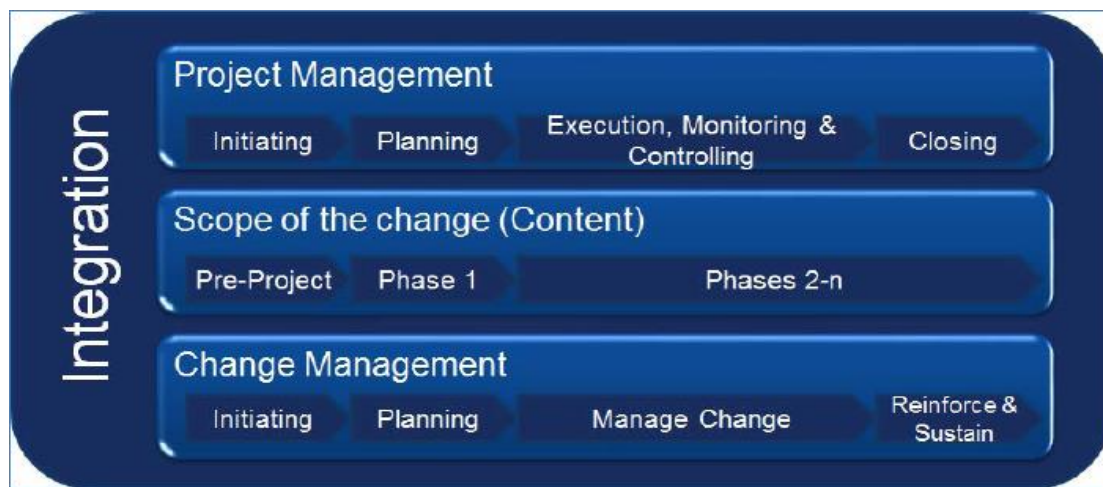 Integration
Project Management
Initiating
Planning
Execution, Monitoring &
Controlling
Closing
Scope of the change (Content)
Pre-Project
Phase 1
Phases 2-n
Change Management
Initiating
Planning
Manage Change
Reinforce &
Sustain